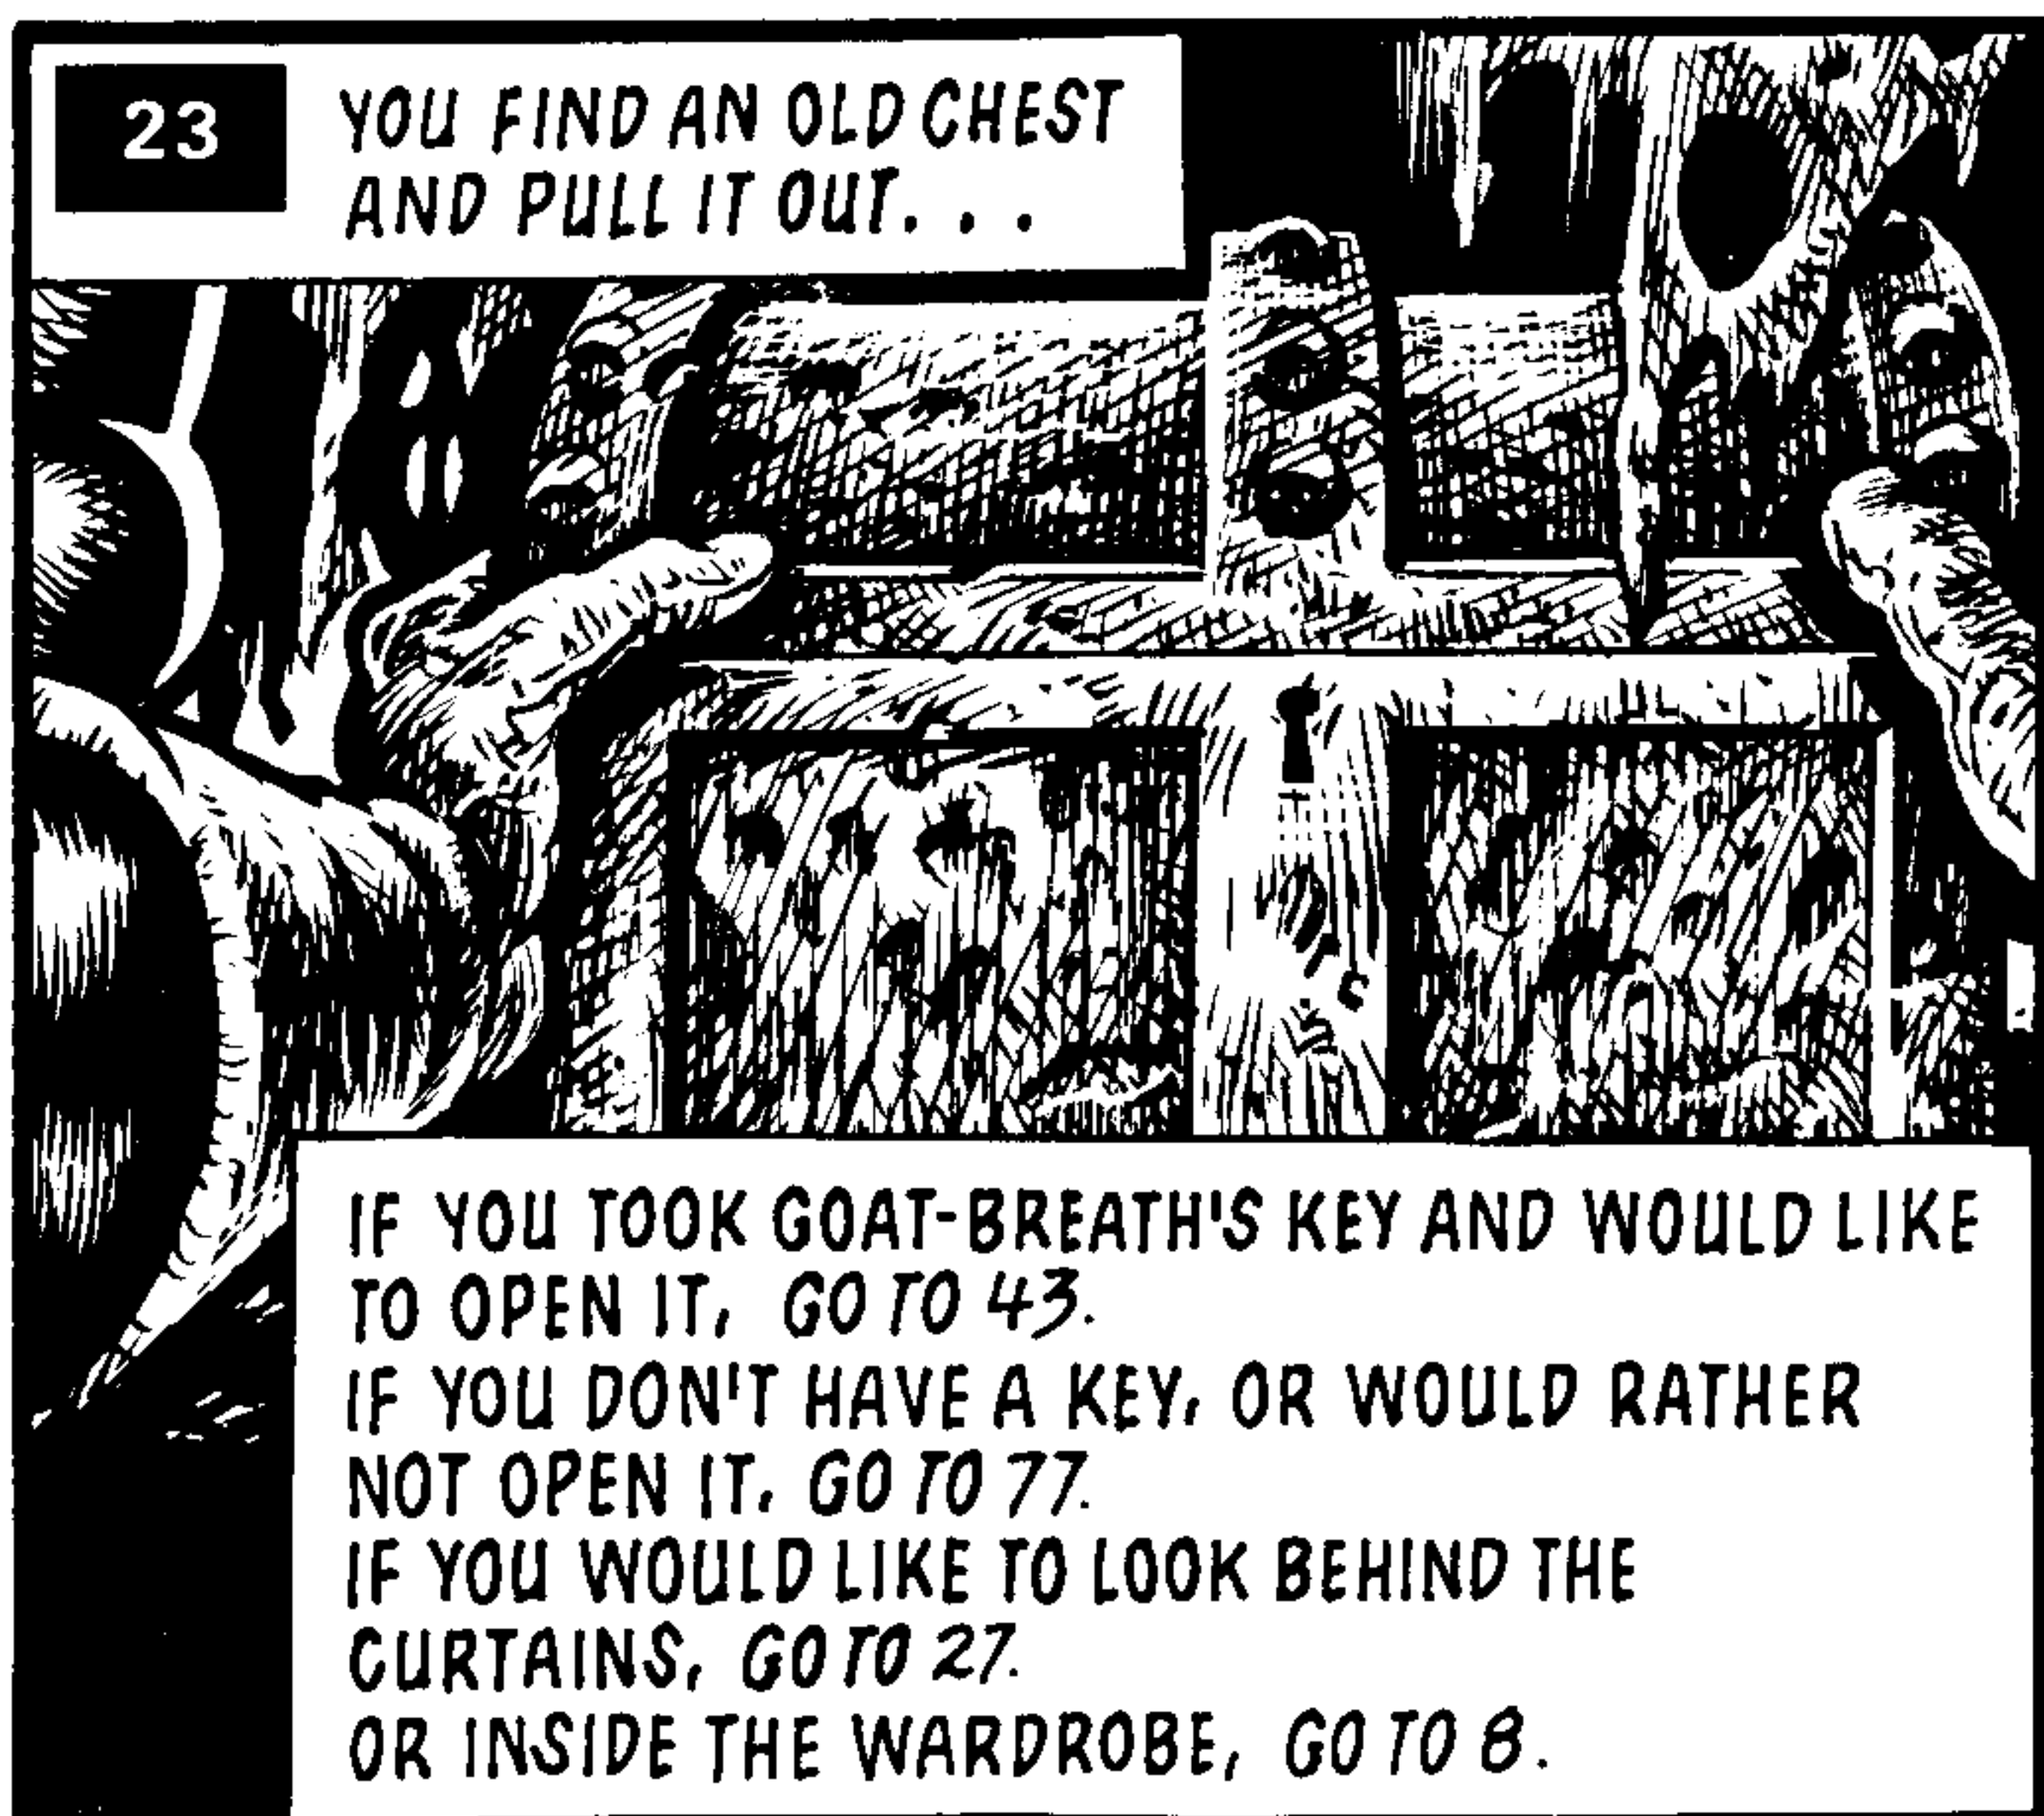 23
YOU FIND AN OLD CHEST
AND PULL IT OUT. . .
IF YOU TOOK GOAT-BREATH'S KEY AND WOULD LIKE
TO OPEN IT, GO TO 43.
IF YOU DON'T HAVE A KEY, OR WOULD RATHER
NOT OPEN IT, GO TO 77.
IF YOU WOULD LIKE TO LOOK BEHIND THE
CURTAINS, GO TO 27.
OR INSIDE THE WARDROBE, GO TO 8.